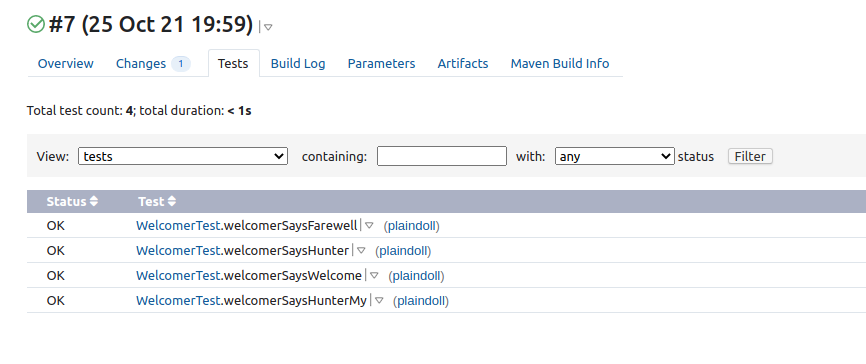 #7 (25 Oct 21 19:59)
Overview Changes 1 Tests Build Log Parameters Artifacts Maven Build Info
Total test count: 4; total duration: < 1s
View: tests containing: with: any status Filter
Status Test
OK WelcomerTest.welcomerSaysFarewell (plaindoll)
OK WelcomerTest.welcomerSaysHunter (plaindoll)
OK WelcomerTest.welcomerSaysWelcome (plaindoll)
OK WelcomerTest.welcomerSaysHunterMy (plaindoll)